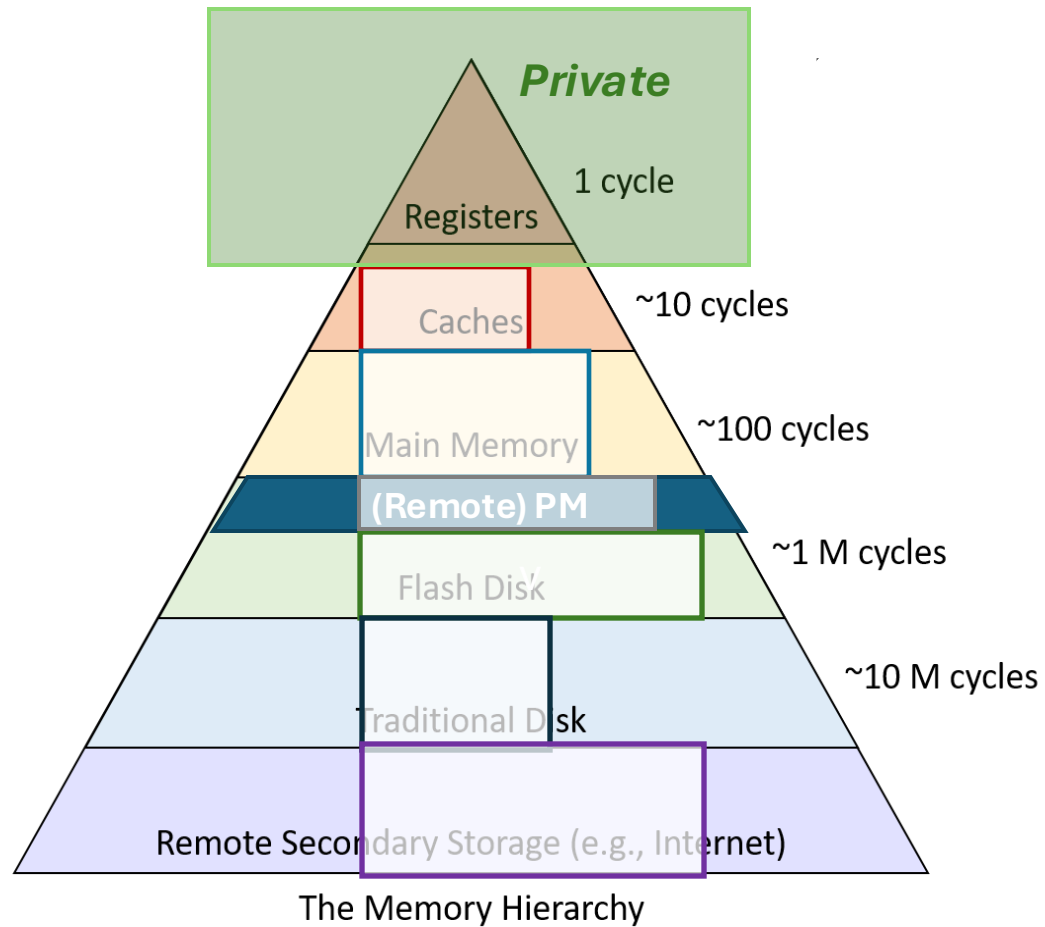 Private
1 cycle
Registers
~10 cycles
Caches
~100 cycles
Main Memory
(Remote) PM
~1 M cycles
Flash Disk
~10 M cycles
Traditional Disk
Remote Secondary Storage (e.g., Internet)
The Memory Hierarchy